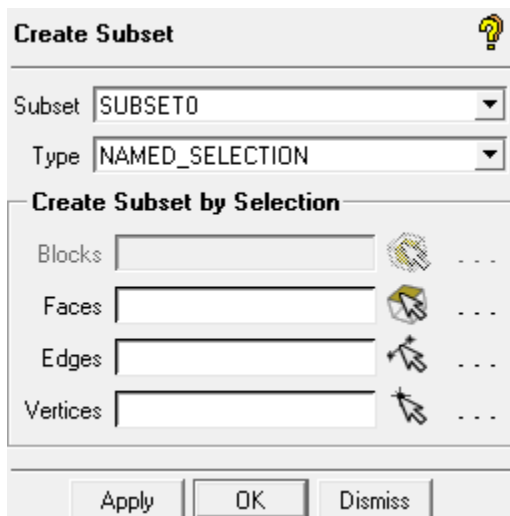 Create Subset
Subset SUBSET0
Type NAMED_SELECTION
Create Subset by Selection
Blocks ...
Faces ...
Edges ...
Vertices ...
Apply OK Dismiss